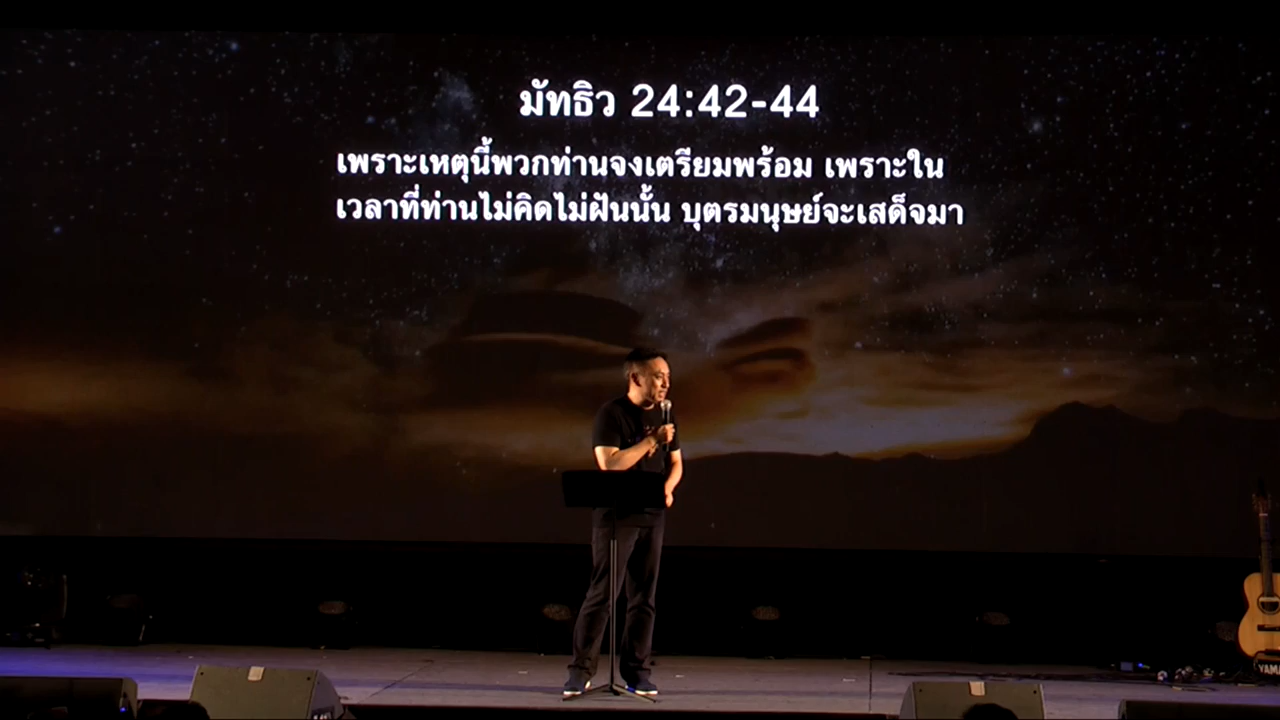 มัทธิว 24:42-44
เพราะเหตุนี้พวกท่านจงเตรียมพร้อม เพราะใน
เวลาที่ท่านไม่คิดไม่ฝันนั้น บุตรมนุษย์จะเสด็จมา